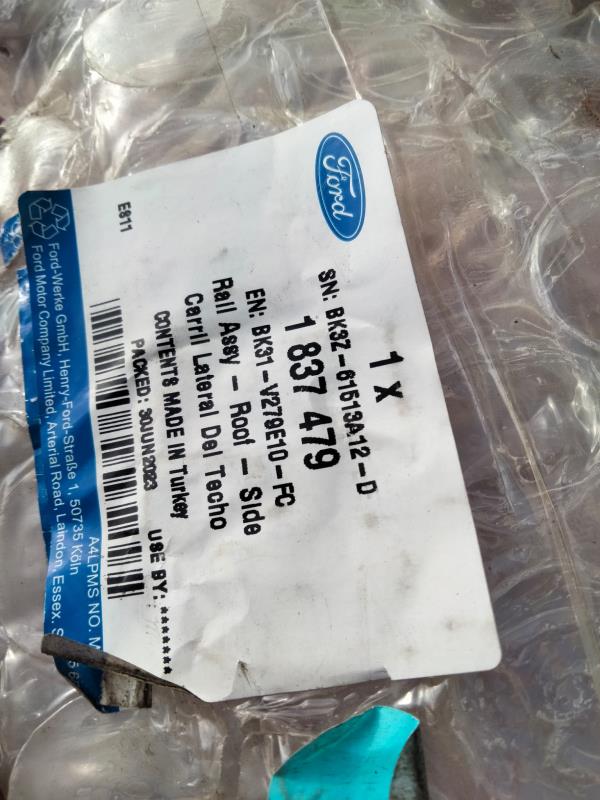 Ford
1 X
SN: BK3Z-61513A12-D
1 837 479
EN: BK31-V279E10-FC
Rail Assy - Roof - Side
Carril Lateral Del Techo
CONTENTS MADE IN Turkey
PACKED: 30JUN2023
USE BY: *******
E811
A4LPMS NO. M
Ford-Werke GmbH, Henry-Ford-Straße 1, 50735 Köln
Ford Motor Company Limited, Arterial Road, Laindon, Essex.